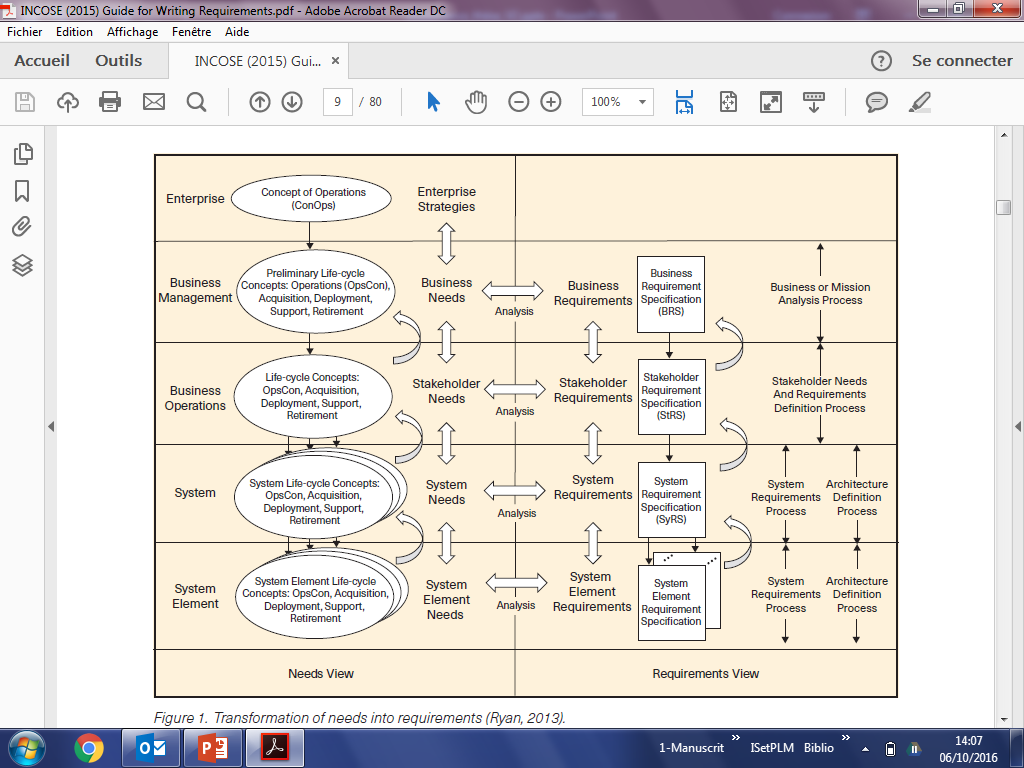 INCOSE (2015) Guide for Writing Requirements.pdf - Adobe Acrobat Reader DC
Fichier Edition Affichage Fenêtre Aide
Accueil Outils INCOSE (2015) Gui... × ? Se connecter
9 / 80 100%
Enterprise
Concept of Operations
(ConOps)
Enterprise
Strategies
Business
Management
Preliminary Life-cycle
Concepts: Operations (OpsCon),
Acquisition, Deployment,
Support, Retirement
Business
Needs
Analysis
Business
Requirements
Business
Requirement
Specification
(BRS)
Business or Mission
Analysis Process
Business
Operations
Life-cycle Concepts:
OpsCon, Acquisition,
Deployment, Support,
Retirement
Stakeholder
Needs
Analysis
Stakeholder
Requirements
Stakeholder
Requirement
Specification
(StRS)
Stakeholder Needs
And Requirements
Definition Process
System
System Life-cycle Concepts:
OpsCon, Acquisition,
Deployment, Support,
Retirement
System
Needs
Analysis
System
Requirements
System
Requirement
Specification
(SyRS)
System
Requirements
Process
Architecture
Definition
Process
System
Element
System Element Life-cycle
Concepts: OpsCon, Acquisition,
Deployment, Support,
Retirement
System
Element
Needs
Analysis
System
Element
Requirements
System
Element
Requirement
Specification
System
Requirements
Process
Architecture
Definition
Process
Needs View
Requirements View
Figure 1. Transformation of needs into requirements (Ryan, 2013).
1-Manuscrit » ISetPLM Biblio » 14:07
06/10/2016